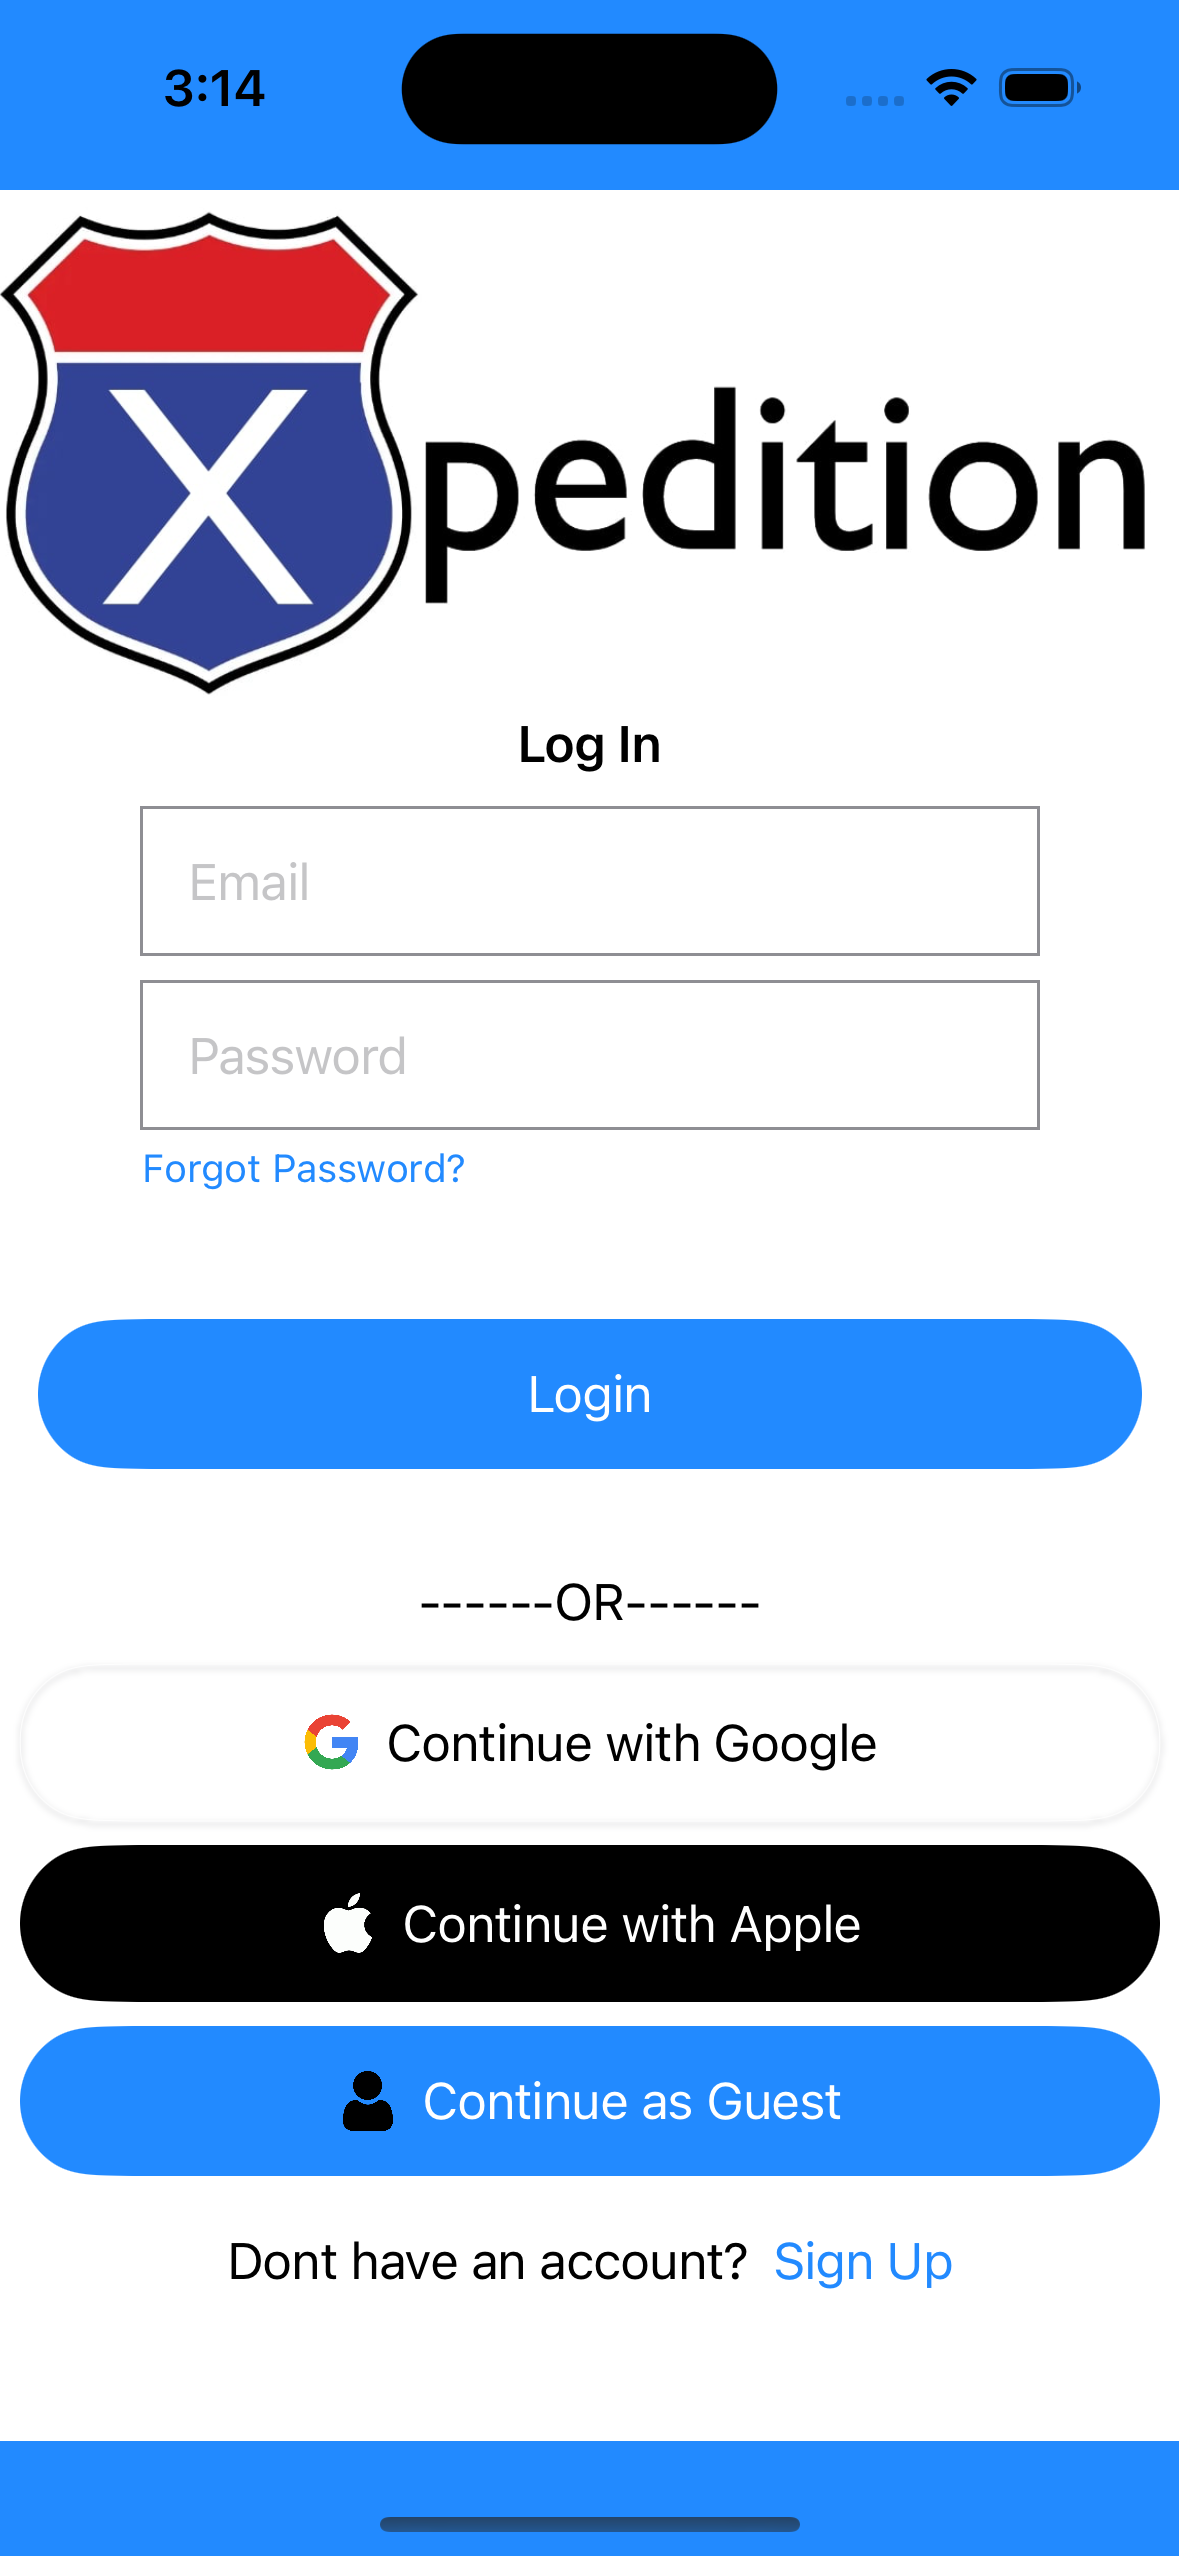 3:14
Xpedition
Log In
Email
Password
Forgot Password?
Login
------OR------
Continue with Google
Continue with Apple
Continue as Guest
Dont have an account? Sign Up